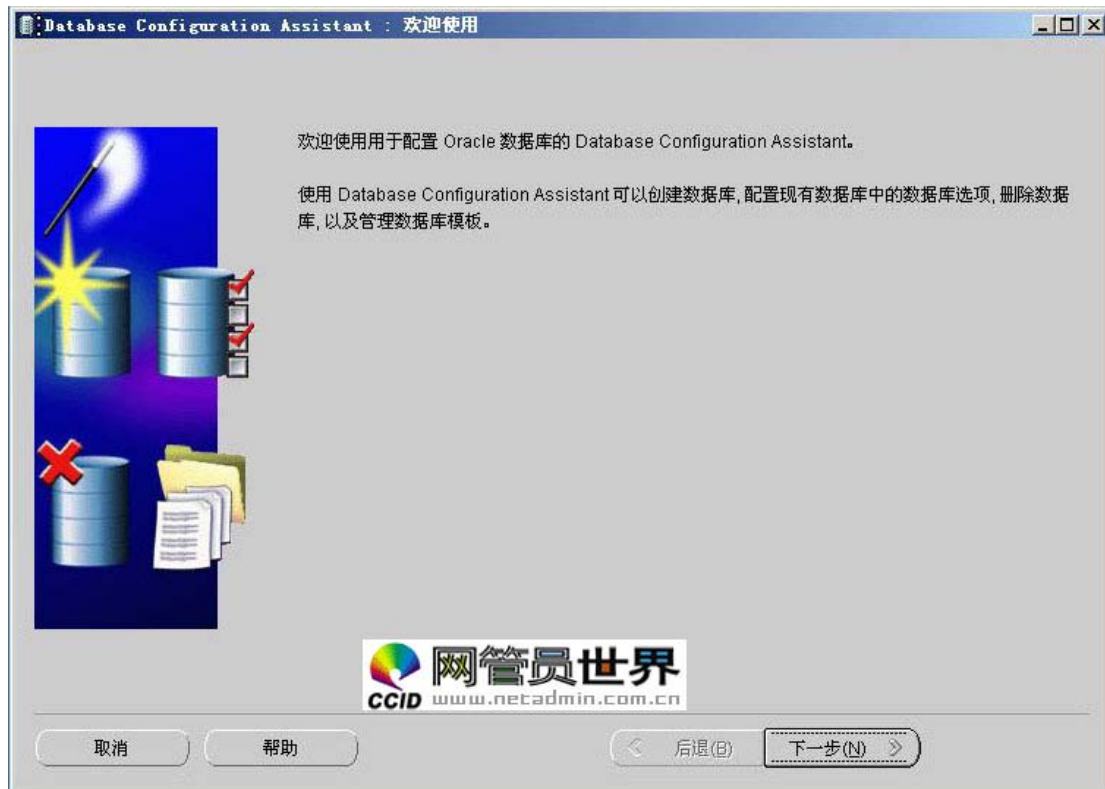 Database Configuration Assistant : 欢迎使用
欢迎使用用于配置 Oracle 数据库的 Database Configuration Assistant。
使用 Database Configuration Assistant 可以创建数据库, 配置现有数据库中的数据库选项, 删除数据
库, 以及管理数据库模板。
CCID 网管员世界
www.netadmin.com.cn
取消 帮助 后退(B) 下一步(N)